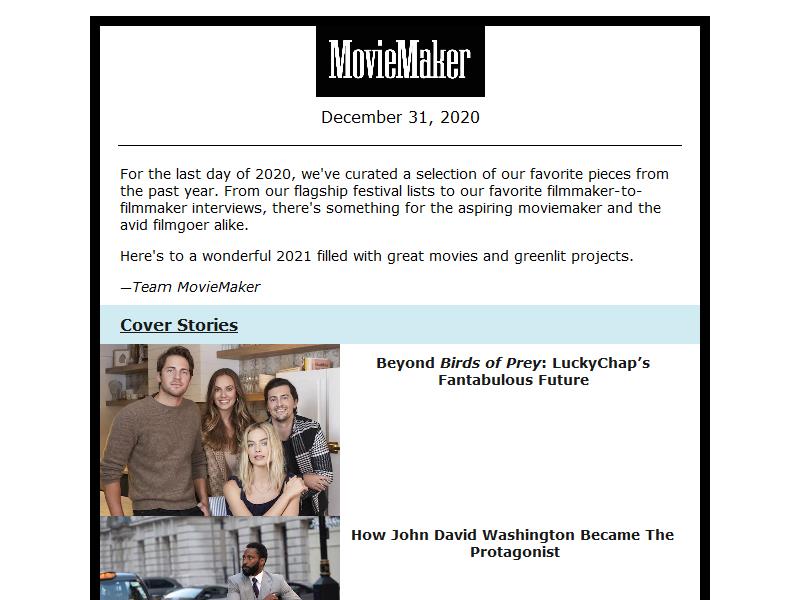 MovieMaker
December 31, 2020
For the last day of 2020, we've curated a selection of our favorite pieces from
the past year. From our flagship festival lists to our favorite filmmaker-to-
filmmaker interviews, there's something for the aspiring moviemaker and the
avid filmgoer alike.
Here's to a wonderful 2021 filled with great movies and greenlit projects.
—Team MovieMaker
Cover Stories
Beyond Birds of Prey: LuckyChap’s
Fantabulous Future
How John David Washington Became The
Protagonist